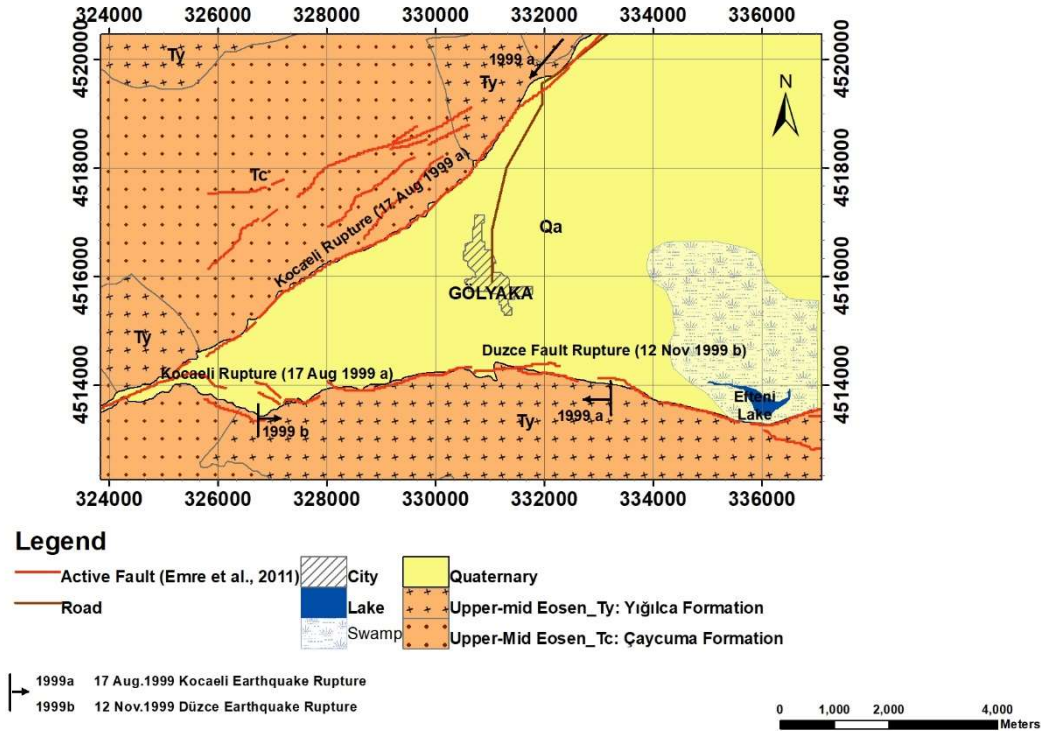 324000 326000 328000 330000 332000 334000 336000
4520000 4518000 4516000 4514000
4520000 4518000 4516000 4514000
Ty
1999 a
Ty
N
Tc
Kocaeli Rupture (17 Aug 1999 a)
Qa
GÖLYAKA
Ty
Duzce Fault Rupture (12 Nov 1999 b)
Kocaeli Rupture (17 Aug 1999 a)
Efteni
Lake
1999 a
1999 b
Ty
324000 326000 328000 330000 332000 334000 336000
Legend
Active Fault (Emre et al., 2011)
Road
City
Lake
Swamp
Quaternary
Upper-mid Eosen_Ty: Yığılca Formation
Upper-Mid Eosen_Tc: Çaycuma Formation
1999a 17 Aug.1999 Kocaeli Earthquake Rupture
1999b 12 Nov.1999 Düzce Earthquake Rupture
0 1,000 2,000 4,000
Meters